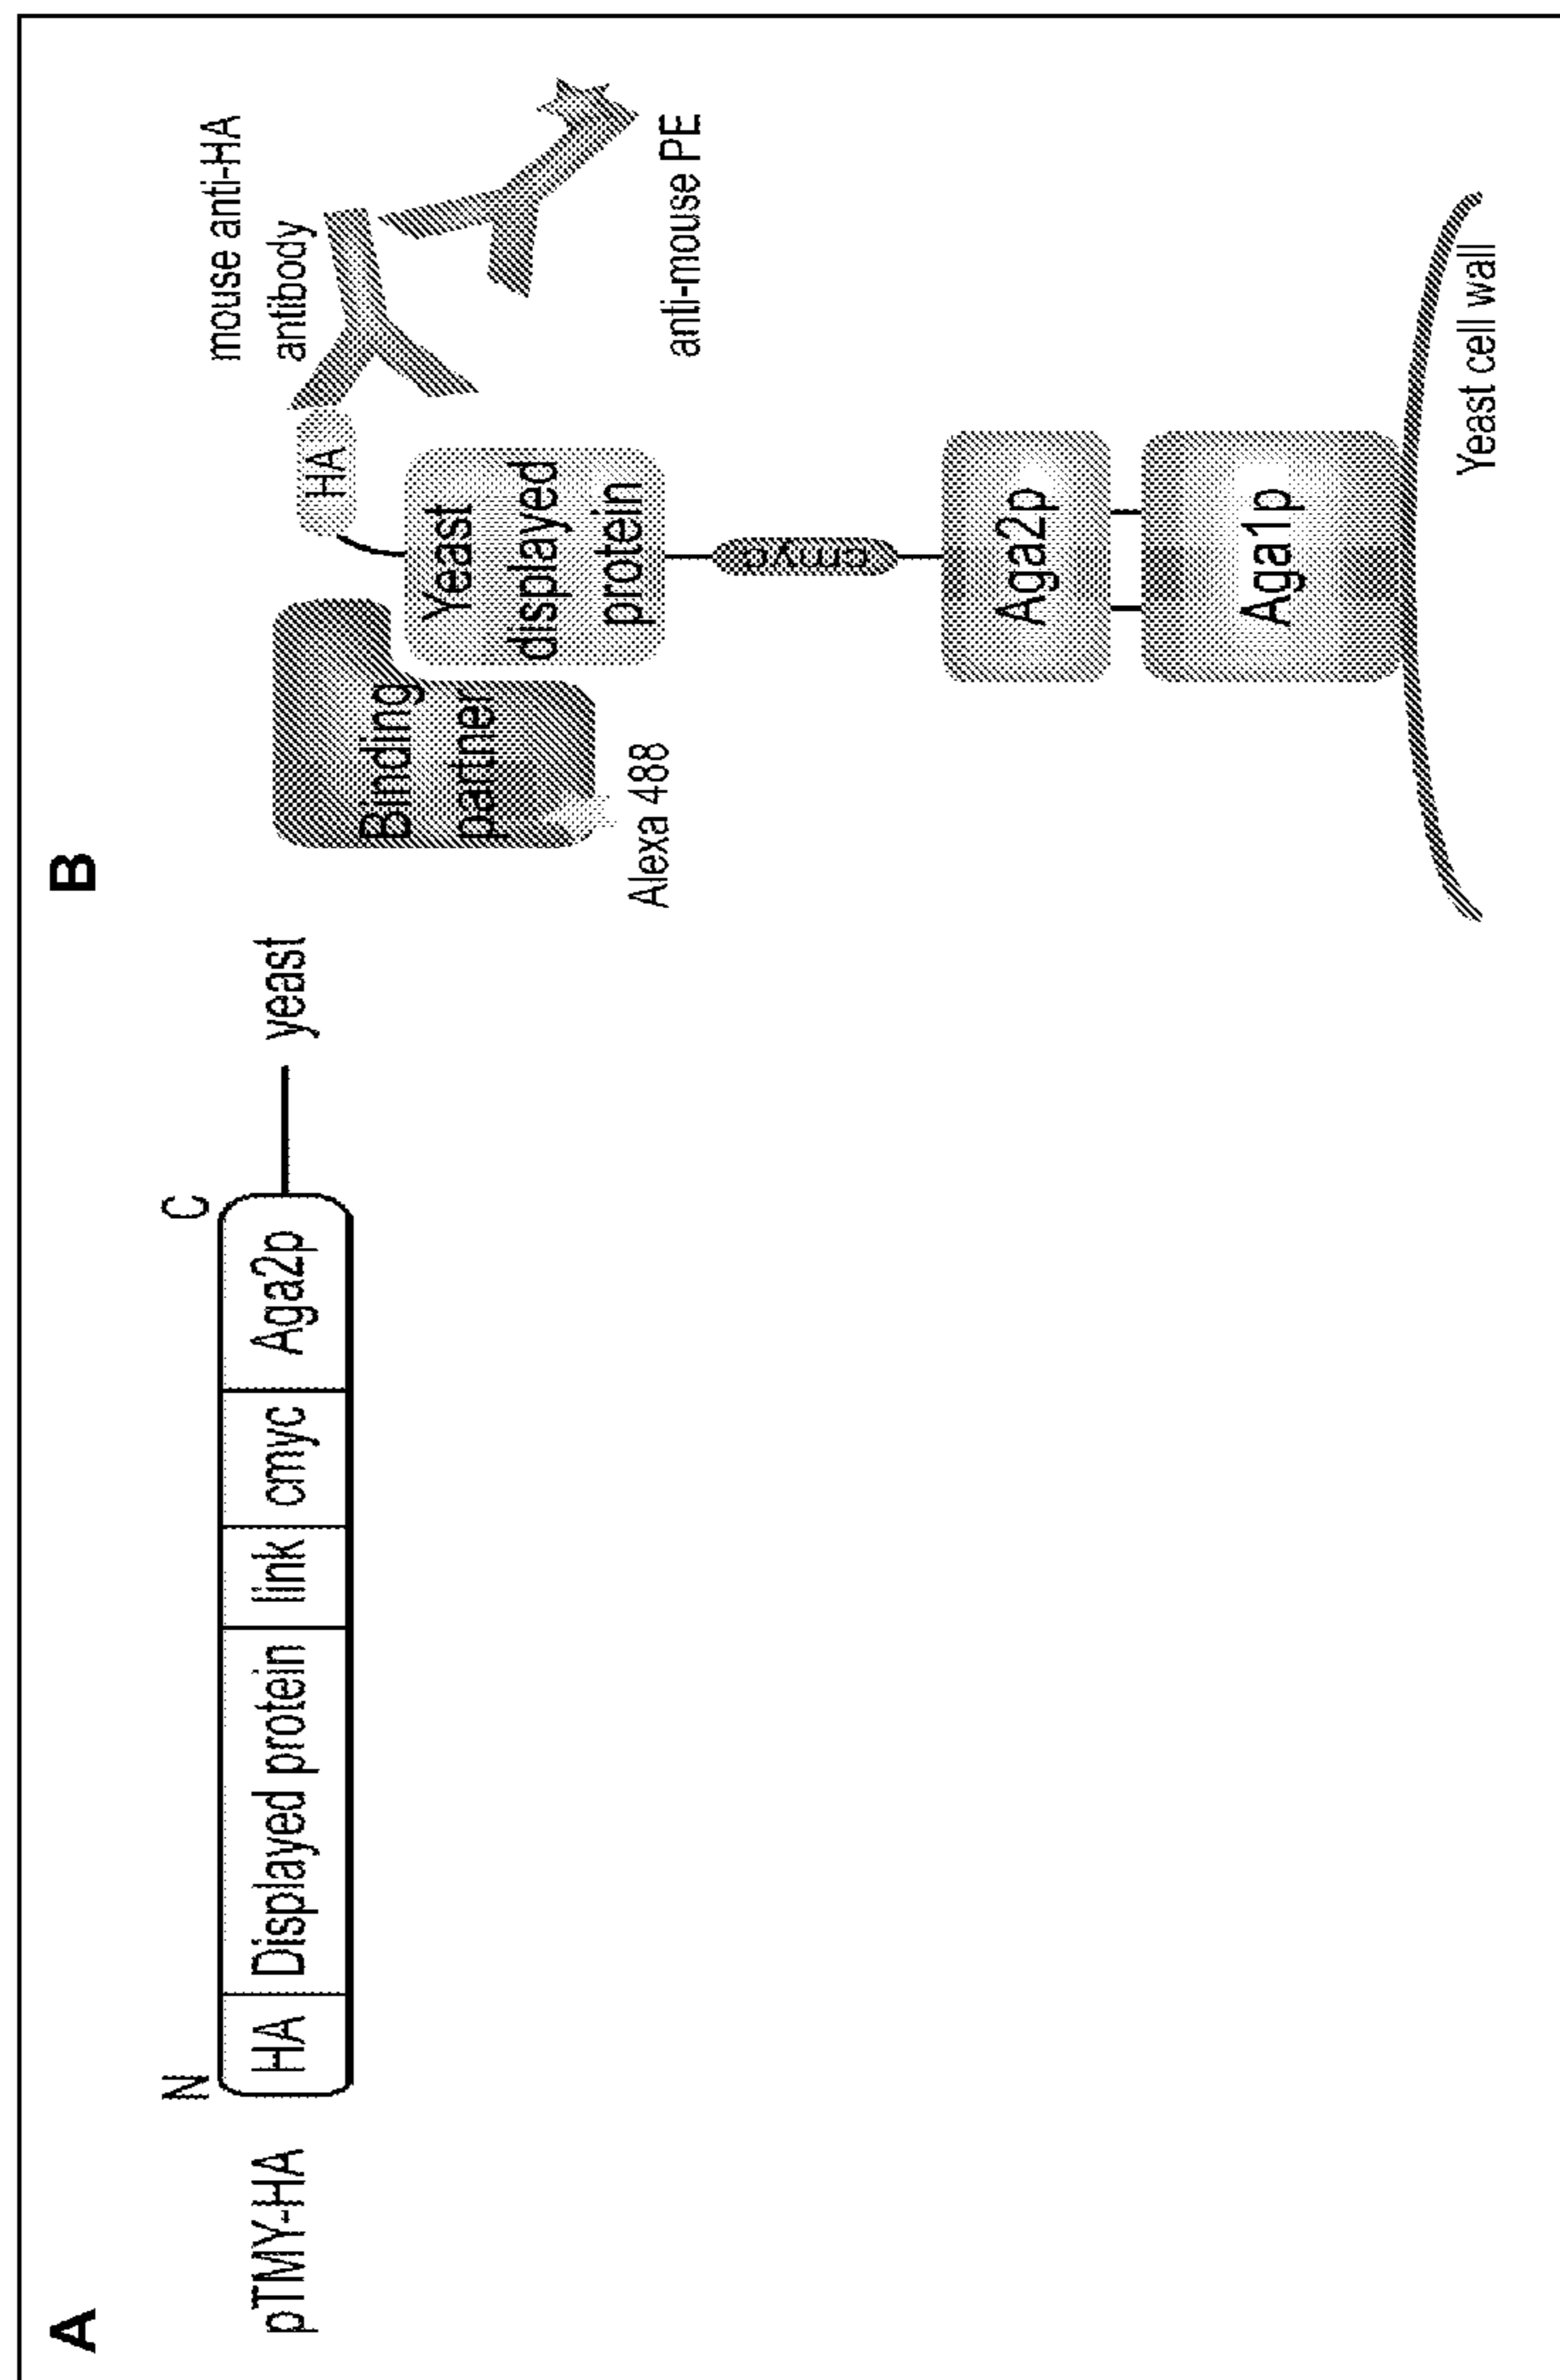 A
pTMY-HA
N
C
HA
Displayed protein
link
cmyc
Aga2p
yeast
B
mouse anti-HA
antibody
HA
anti-mouse PE
Binding
partner
Alexa 488
Yeast
displayed
protein
cmyc
Aga2p
Aga1p
Yeast cell wall